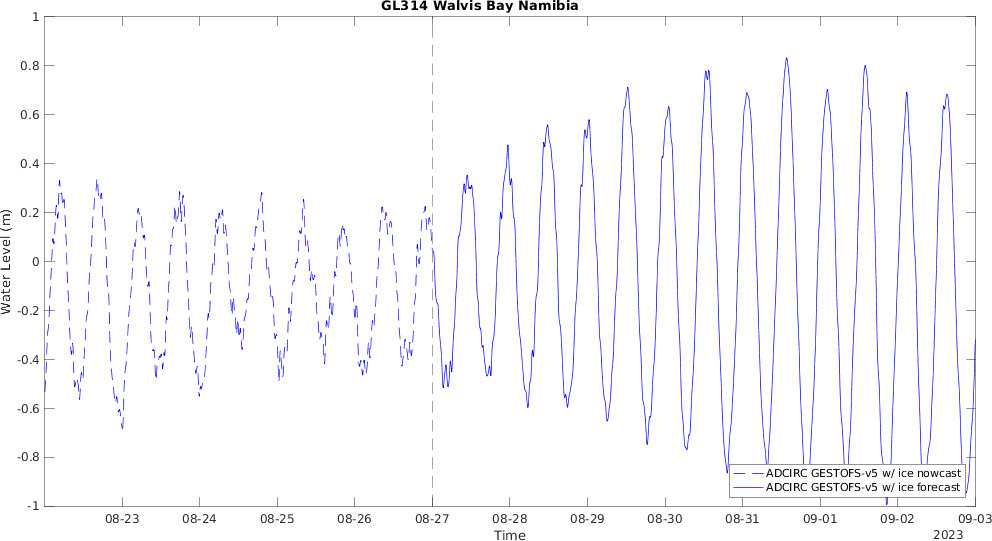 GL314 Walvis Bay Namibia
1
0.8
0.6
0.4
0.2
0
-0.2
-0.4
-0.6
-0.8
-1
Water Level (m)
ADCIRC GESTOFS-v5 w/ ice nowcast
ADCIRC GESTOFS-v5 w/ ice forecast
08-23 08-24 08-25 08-26 08-27 08-28 08-29 08-30 08-31 09-01 09-02 09-03
Time
2023